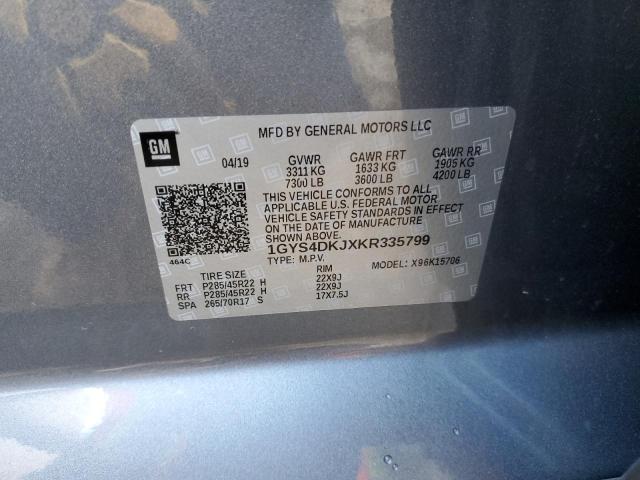 MFD BY GENERAL MOTORS LLC
GM
04/19 GVWR GAWR FRT GAWR RR
3311 KG 1633 KG 1905 KG
7300 LB 3600 LB 4200 LB
THIS VEHICLE CONFORMS TO ALL
APPLICABLE U.S. FEDERAL MOTOR
VEHICLE SAFETY STANDARDS IN EFFECT
ON THE DATE OF MANUFACTURE
SHOWN ABOVE.
1GYS4DKJXKR335799
464C TYPE: M.P.V. MODEL: X96K15706
TIRE SIZE RIM
FRT P285/45R22 H 22X9J
RR P285/45R22 H 22X9J
SPA 265/70R17 S 17X7.5J